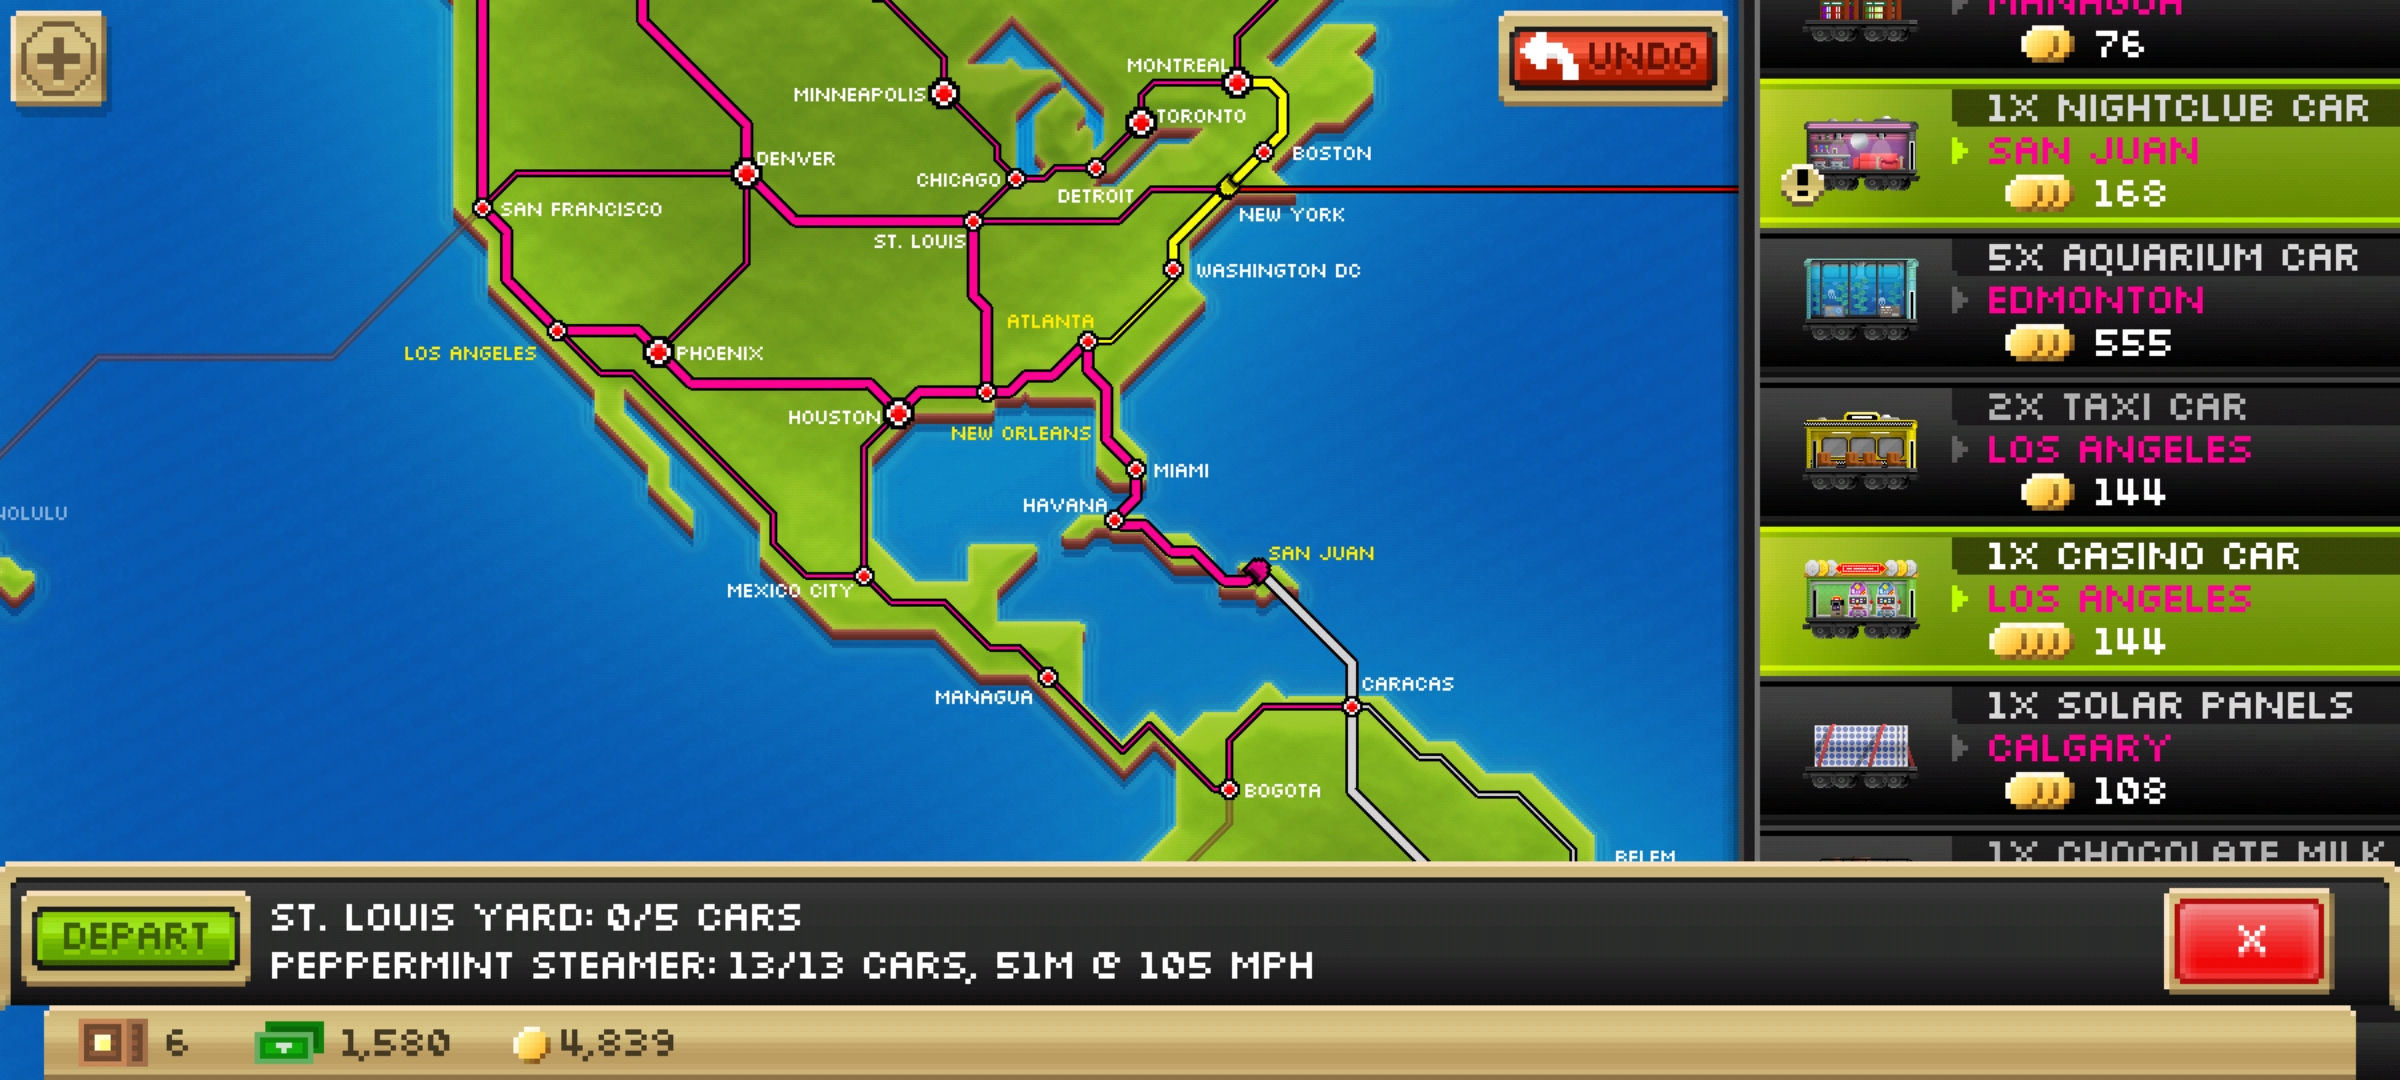 UNDO
MONTREAL
MINNEAPOLIS
TORONTO
DENVER
BOSTON
CHICAGO
DETROIT
SAN FRANCISCO
NEW YORK
ST. LOUIS
WASHINGTON DC
ATLANTA
LOS ANGELES
PHOENIX
HOUSTON
NEW ORLEANS
MIAMI
HAVANA
NOLULU
SAN JUAN
MEXICO CITY
MANAGUA
CARACAS
BOGOTA
BELEM
MANAGUA
76
1X NIGHTCLUB CAR
SAN JUAN
168
5X AQUARIUM CAR
EDMONTON
555
2X TAXI CAR
LOS ANGELES
144
1X CASINO CAR
LOS ANGELES
144
1X SOLAR PANELS
CALGARY
108
1X CHOCOLATE MILK
DEPART
ST. LOUIS YARD: 0/5 CARS
PEPPERMINT STEAMER: 13/13 CARS, 51M @ 105 MPH
X
6
1,580
4,839